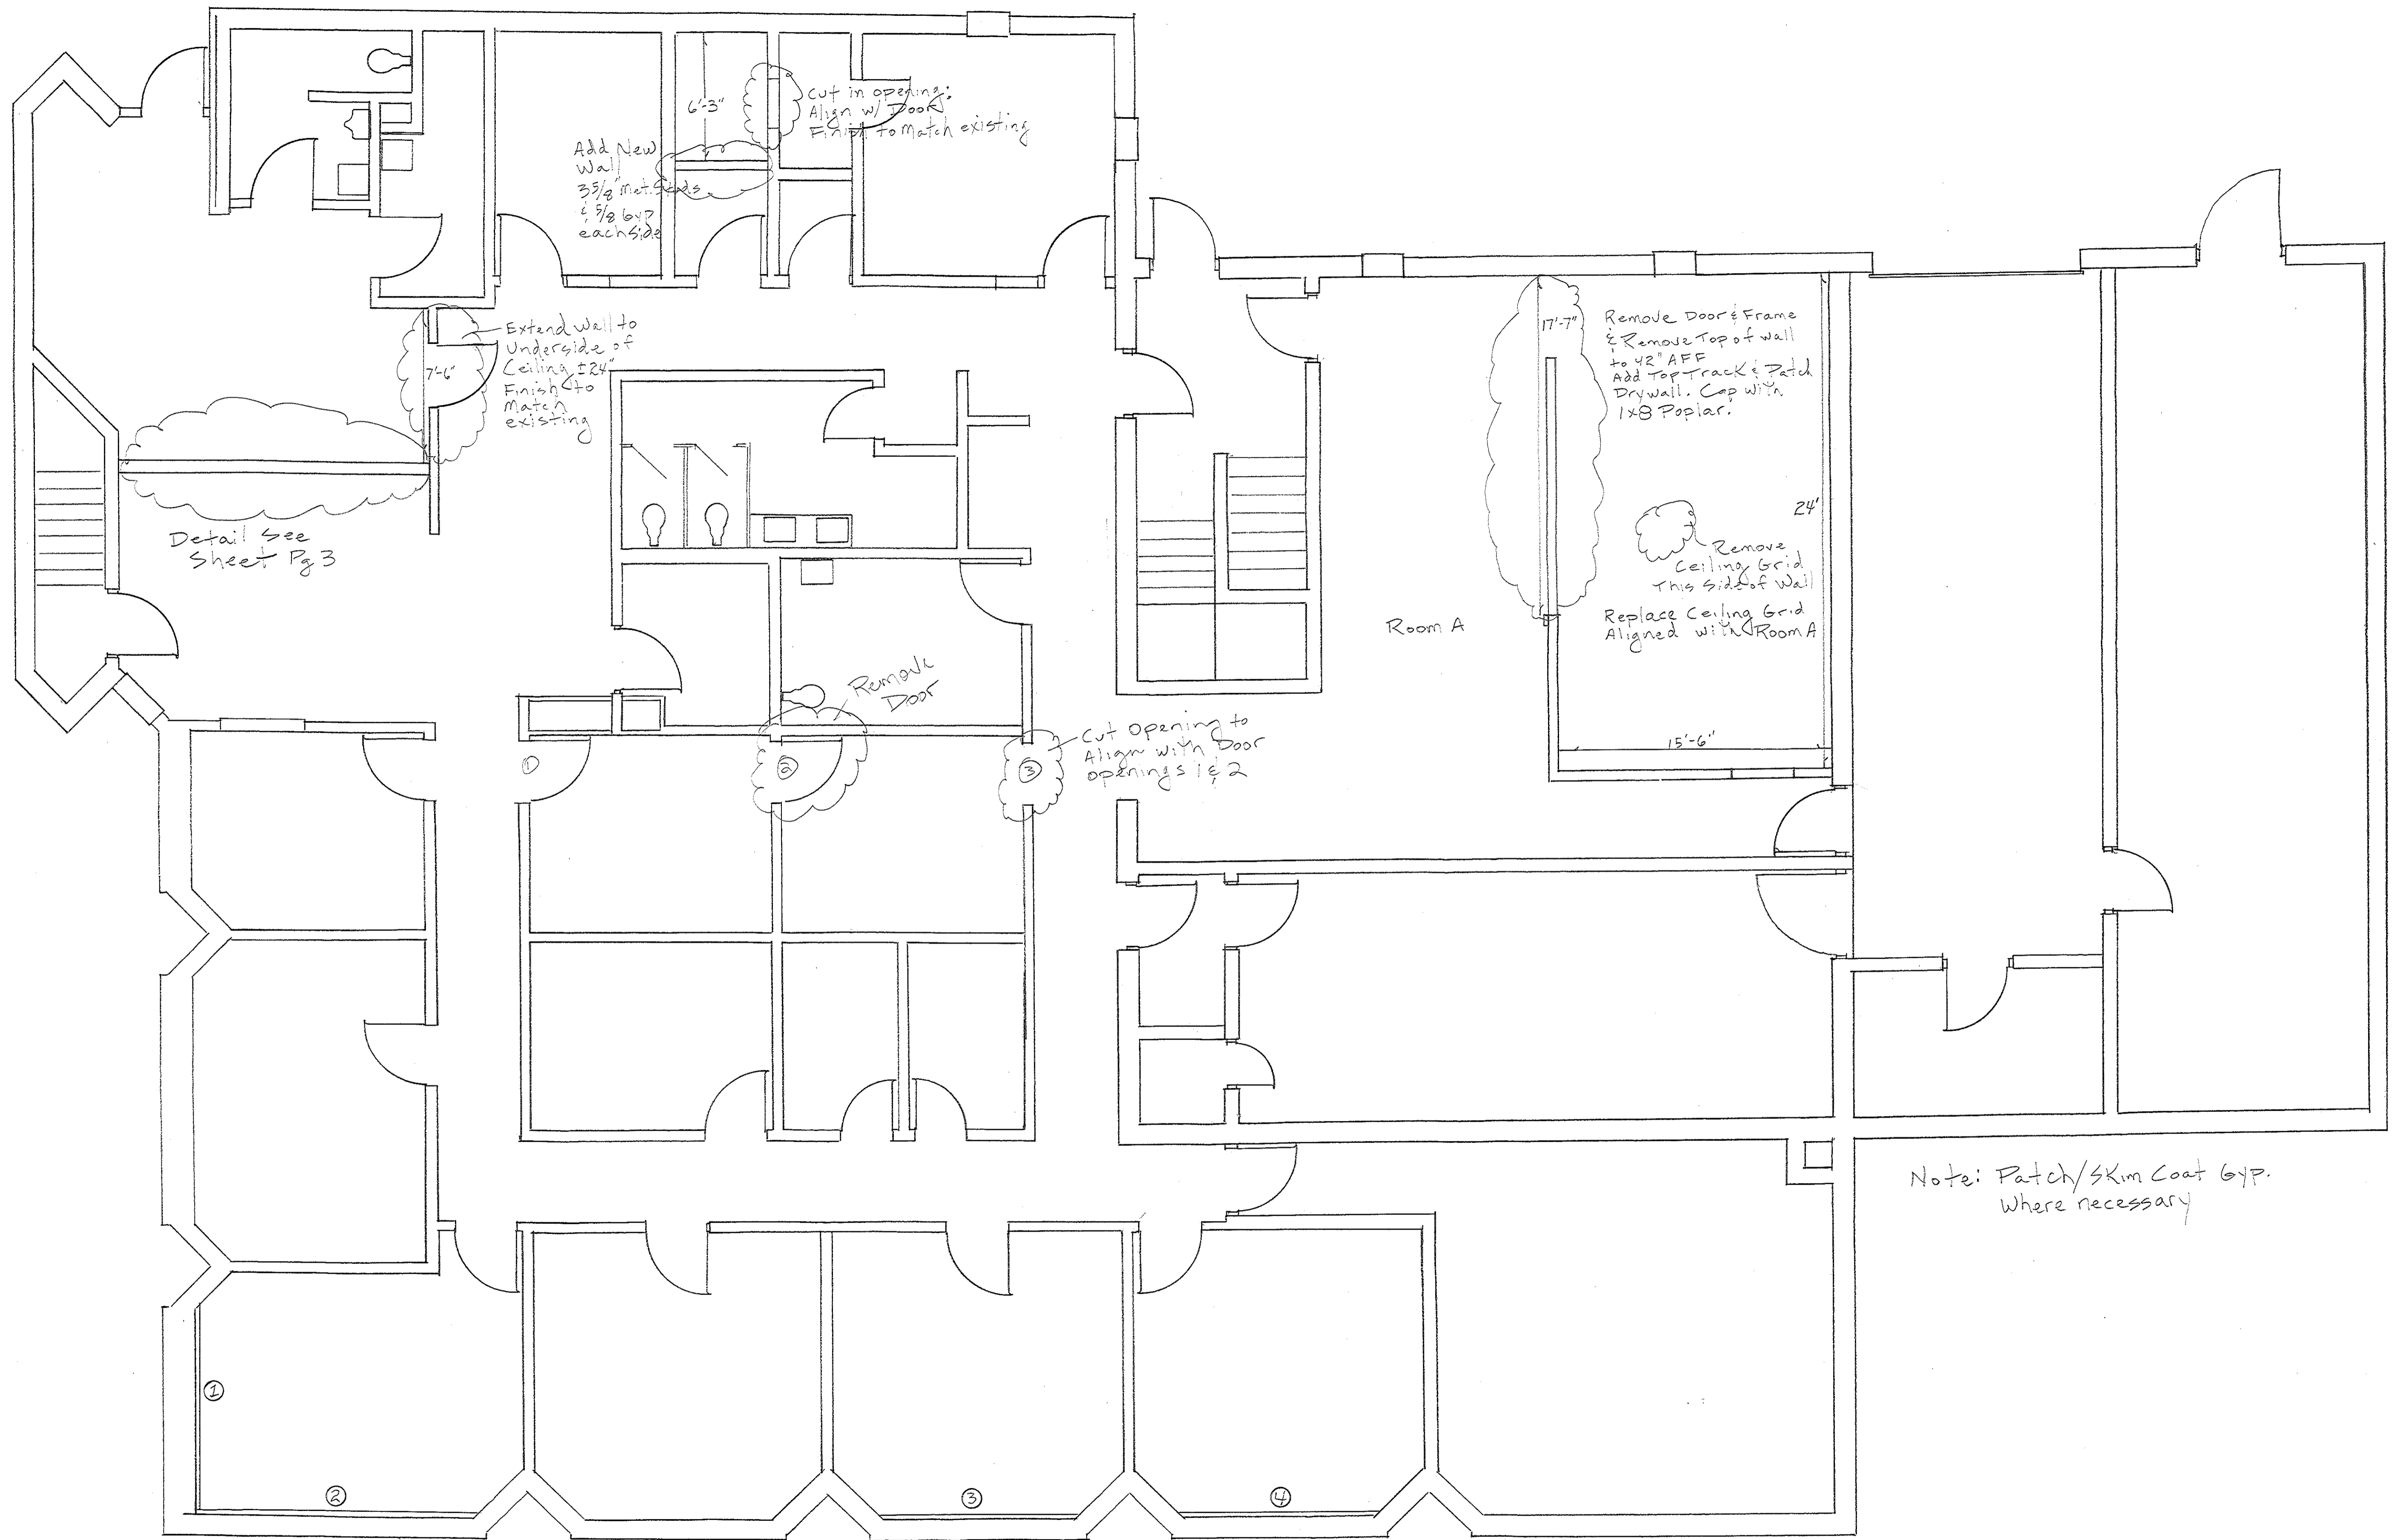 6'-3"
Cut in opening:
Align w/ Door
Finish to Match existing
Add New
Wall
3 5/8" Met. Studs
& 5/8 Gyp
each side
Extend Wall to
Underside of
Ceiling ±24"
Finish to
Match
existing
7'-6"
Detail See
Sheet Pg 3
17'-7"
Remove Door & Frame
& Remove Top of Wall
to 42" AFF
Add Top Track & Patch
Drywall. Cap with
1x8 Poplar.
24'
Remove
Ceiling Grid
This Side of Wall
Replace Ceiling Grid
Aligned with Room A
Room A
15'-6"
Remove
Door
1
2
3
Cut Opening to
Align with Door
openings 1 & 2
Note: Patch/Skim Coat Gyp.
Where necessary
1
2
3
4